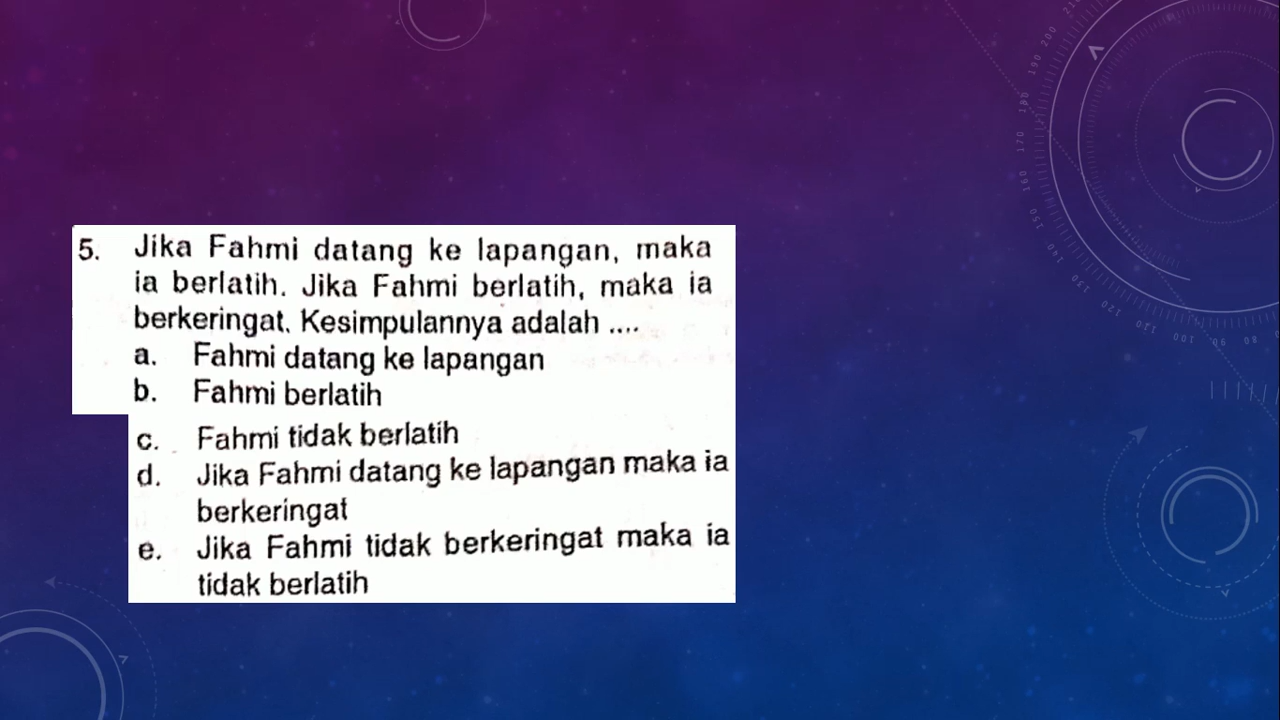 5. Jika Fahmi datang ke lapangan, maka
ia berlatih. Jika Fahmi berlatih, maka ia
berkeringat. Kesimpulannya adalah ....
a. Fahmi datang ke lapangan
b. Fahmi berlatih
c. Fahmi tidak berlatih
d. Jika Fahmi datang ke lapangan maka ia
berkeringat
e. Jika Fahmi tidak berkeringat maka ia
tidak berlatih